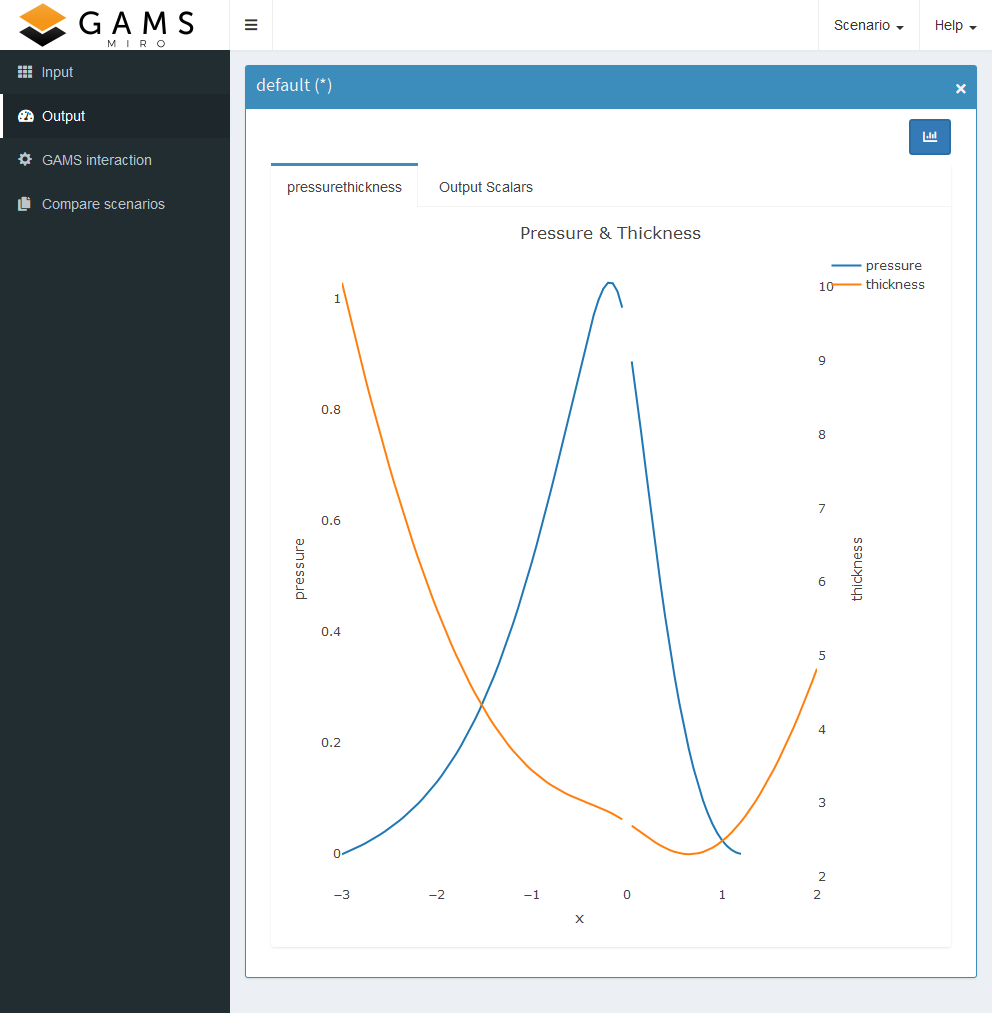 GAMS
MIRO
Scenario
Help
Input
Output
GAMS interaction
Compare scenarios
default (*)
×
pressurethickness
Output Scalars
Pressure & Thickness
pressure
thickness
1
0.8
0.6
0.4
0.2
0
pressure
10
9
8
7
6
5
4
3
2
thickness
−3
−2
−1
0
1
2
x